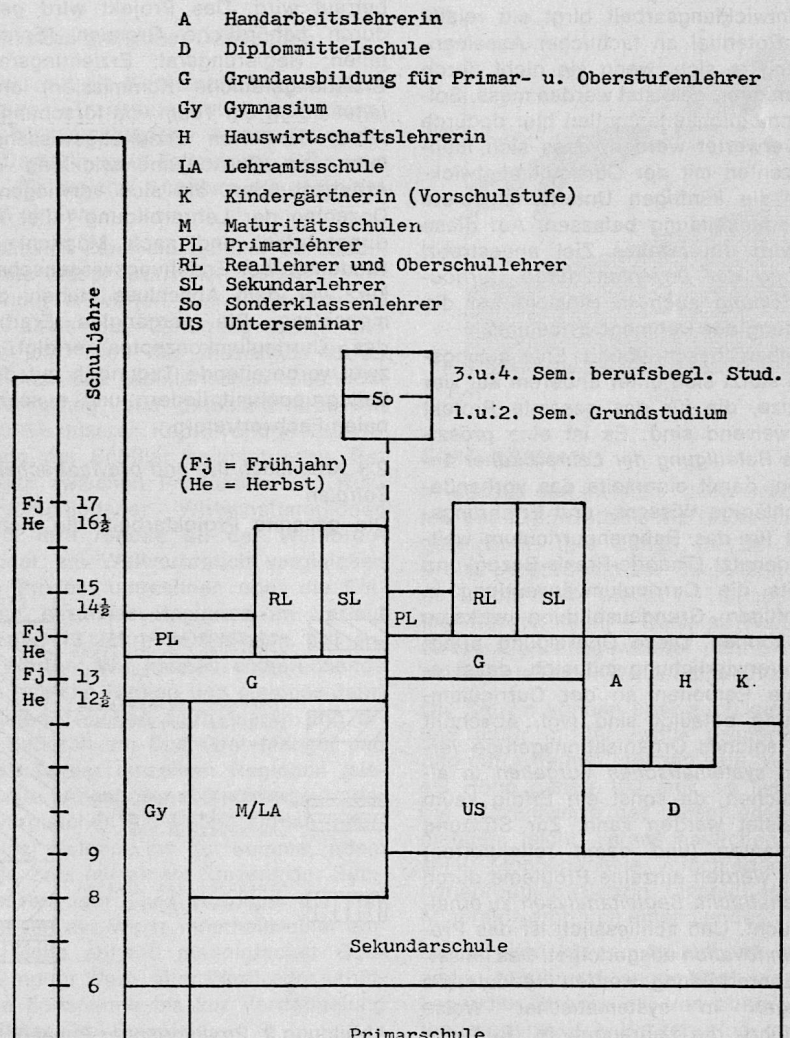 A Handarbeitslehrerin
D Diplommittelschule
G Grundausbildung für Primar- u. Oberstufenlehrer
Gy Gymnasium
H Hauswirtschaftslehrerin
LA Lehramtsschule
K Kindergärtnerin (Vorschulstufe)
M Maturitätsschulen
PL Primarlehrer
RL Reallehrer und Oberschullehrer
SL Sekundarlehrer
So Sonderklassenlehrer
US Unterseminar
Schuljahre
3.u.4. Sem. berufsbegl. Stud.
So
1.u.2. Sem. Grundstudium
(Fj = Frühjahr)
(He = Herbst)
Fj 17
He 16½
15
14½
RL SL RL SL
PL
Fj
He
PL
G
Fj 13
He 12½
G
A H K
Gy M/LA US D
9
8
Sekundarschule
6
Primarschule